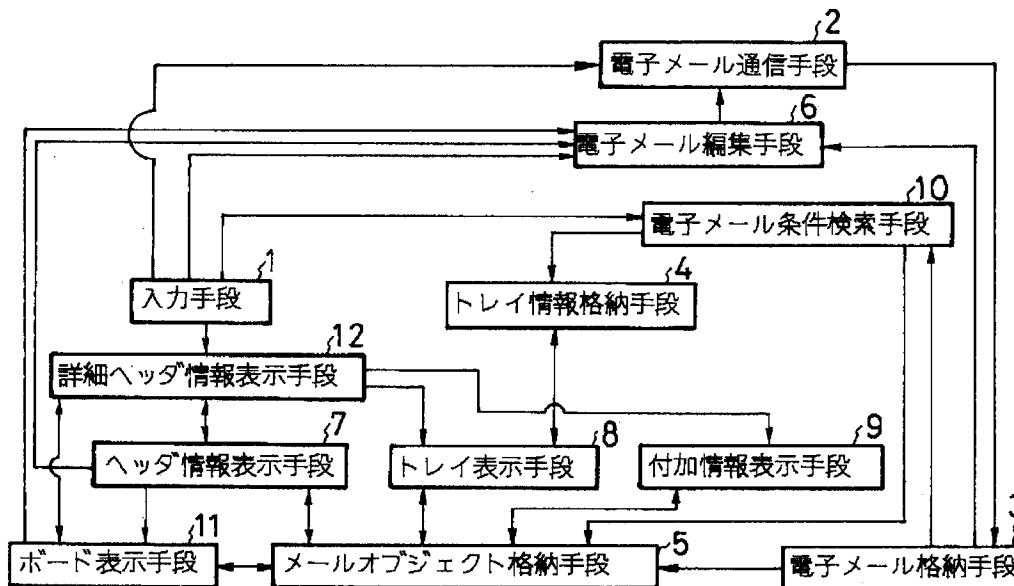 2
電子メール通信手段
6
電子メール編集手段
10
電子メール条件検索手段
1
入力手段
4
トレイ情報格納手段
12
詳細ヘッダ情報表示手段
7
ヘッダ情報表示手段
8
トレイ表示手段
9
付加情報表示手段
11
ボード表示手段
5
メールオブジェクト格納手段
3
電子メール格納手段